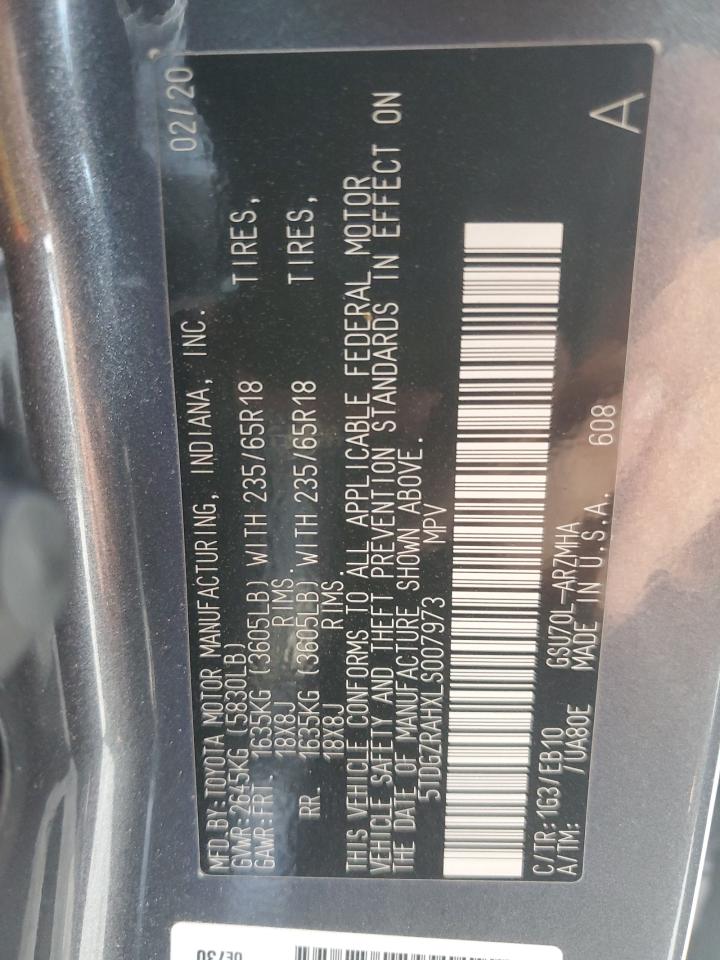 MFD.BY:TOYOTA MOTOR MANUFACTURING, INDIANA, INC. 02/20
GVWR:2645KG (5830LB)
GAWR:FRT. 1635KG (3605LB) WITH 235/65R18 TIRES,
18X8J RIMS.
RR. 1635KG (3605LB) WITH 235/65R18 TIRES,
18X8J RIMS
THIS VEHICLE CONFORMS TO ALL APPLICABLE FEDERAL MOTOR
VEHICLE SAFETY AND THEFT PREVENTION STANDARDS IN EFFECT ON
THE DATE OF MANUFACTURE SHOWN ABOVE.
5TDGZRAHXLS007973 MPV
C/TR:1G3/EB10 GSU70L-ARZMHA
A/TM: /UA80E MADE IN U.S.A. 608 A
0E730